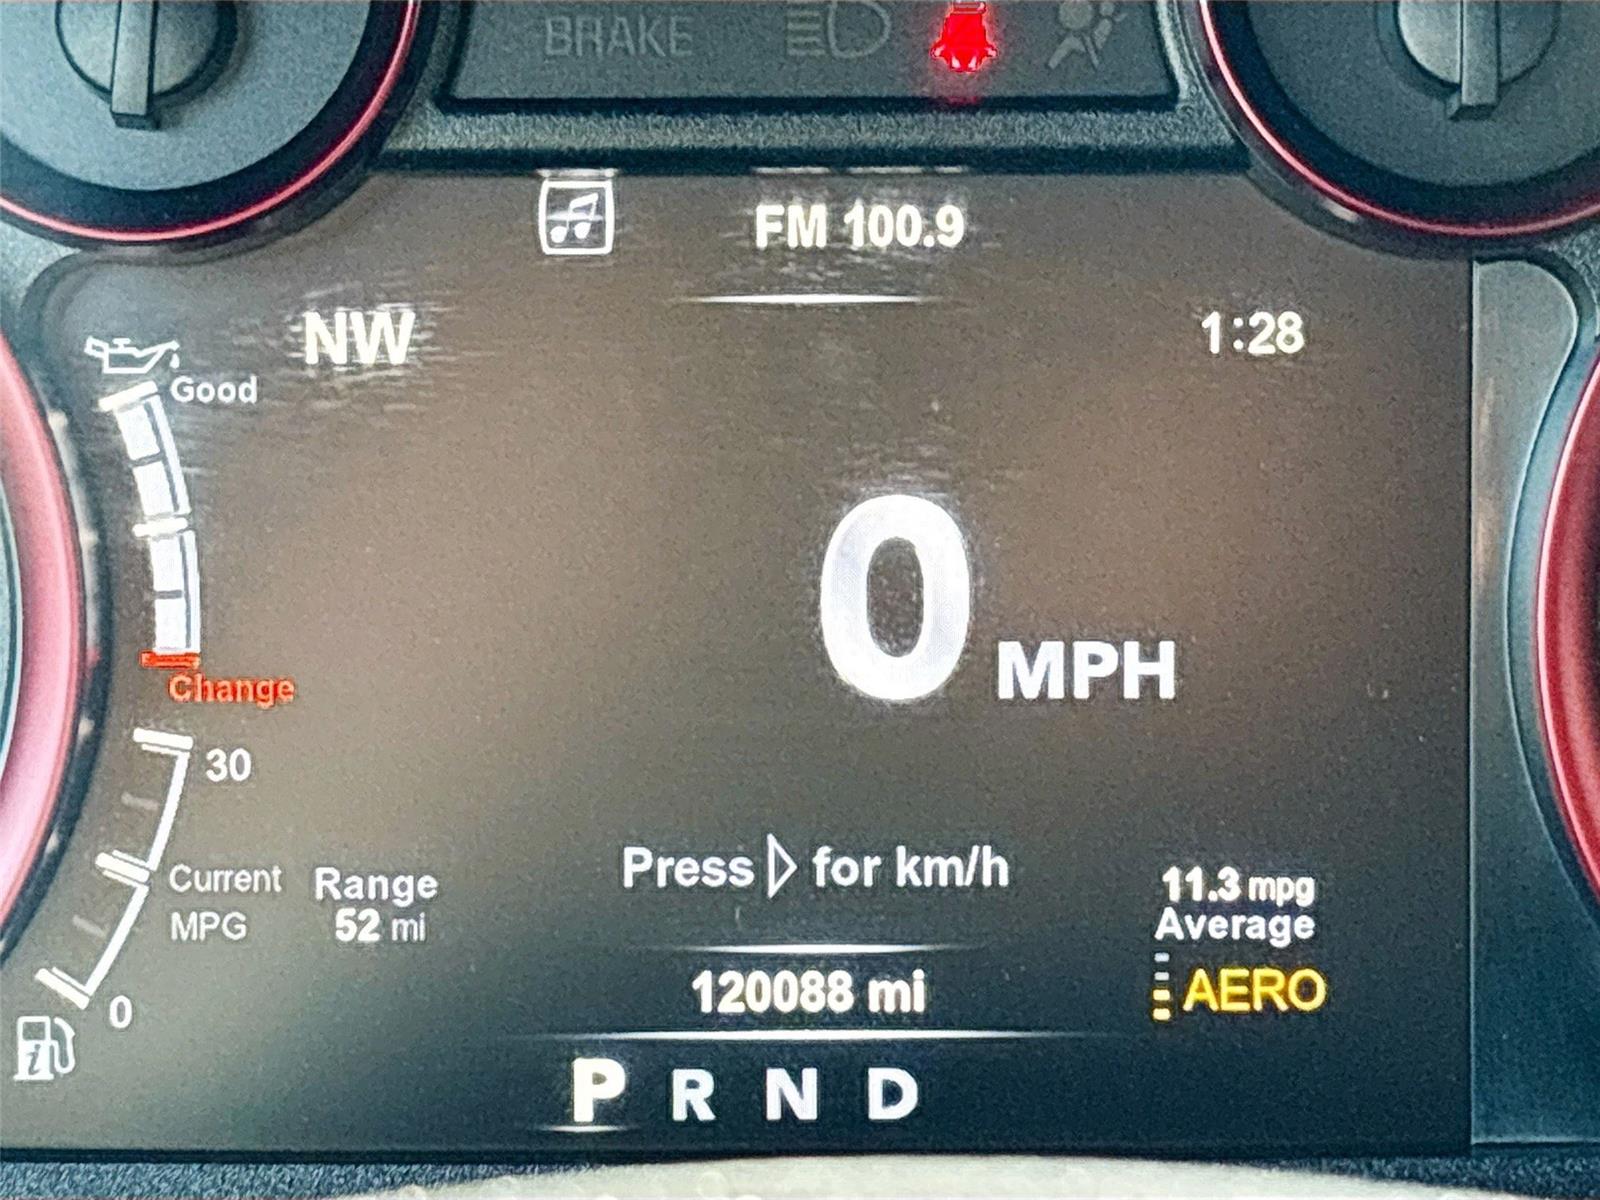 BRAKE
FM 100.9
NW
1:28
Good
0 MPH
Change
30
Current
MPG
Range
52 mi
Press for km/h
11.3 mpg
Average
0
120088 mi
AERO
P R N D